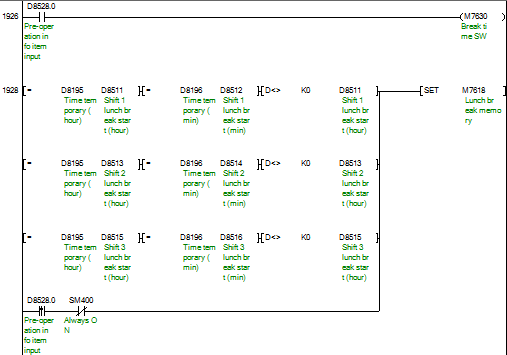 D8528.0
1926
(M7630 )
Pre-oper
ation in
fo item
input
Break ti
me SW
1928 [= D8195 D8511 ][= D8196 D8512 ][D<> K0 D8511 ] [SET M7618 ]
Time tem
porary (
hour)
Shift 1
lunch br
eak star
t (hour)
Time tem
porary (
min)
Shift 1
lunch br
eak star
t (min)
Shift 1
lunch br
eak star
t (hour)
Lunch br
eak memo
ry
[= D8195 D8513 ][= D8196 D8514 ][D<> K0 D8513 ]
Time tem
porary (
hour)
Shift 2
lunch br
eak star
t (hour)
Time tem
porary (
min)
Shift 2
lunch br
eak star
t (min)
Shift 2
lunch br
eak star
t (hour)
[= D8195 D8515 ][= D8196 D8516 ][D<> K0 D8515 ]
Time tem
porary (
hour)
Shift 3
lunch br
eak star
t (hour)
Time tem
porary (
min)
Shift 3
lunch br
eak star
t (min)
Shift 3
lunch br
eak star
t (hour)
D8528.0 SM400
Pre-oper
ation in
fo item
input
Always O
N